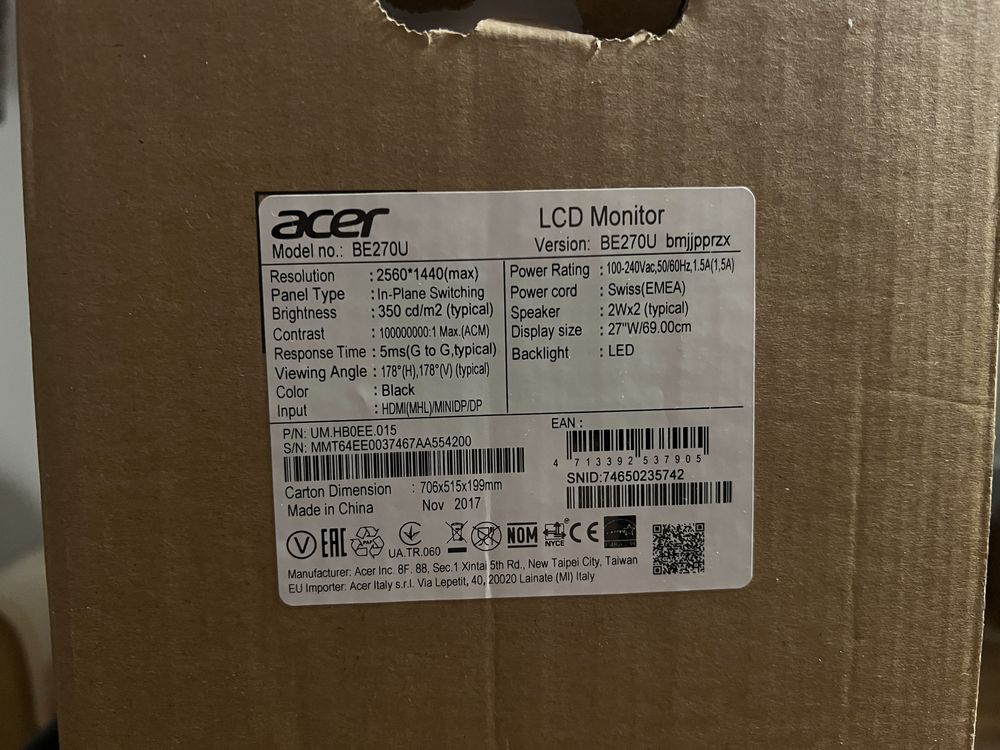 acer
LCD Monitor
Model no.: BE270U
Version: BE270U bmjjpprzx
Resolution : 2560*1440(max)
Panel Type : In-Plane Switching
Brightness : 350 cd/m2 (typical)
Contrast : 100000000:1 Max.(ACM)
Response Time : 5ms(G to G,typical)
Viewing Angle : 178°(H),178°(V) (typical)
Color : Black
Input : HDMI(MHL)/MINIDP/DP
Power Rating : 100-240Vac,50/60Hz,1.5A(1,5A)
Power cord : Swiss(EMEA)
Speaker : 2Wx2 (typical)
Display size : 27"W/69.00cm
Backlight : LED
P/N: UM.HB0EE.015
S/N: MMT64EE0037467AA554200
Carton Dimension : 706x515x199mm
Made in China Nov 2017
EAN :
4 713392 537905
SNID:74650235742
V EAC PAP UA.TR.060 NOM NYCE CE
Manufacturer: Acer Inc. 8F. 88, Sec.1 Xintai 5th Rd., New Taipei City, Taiwan
EU Importer: Acer Italy s.r.l. Via Lepetit, 40, 20020 Lainate (MI) Italy